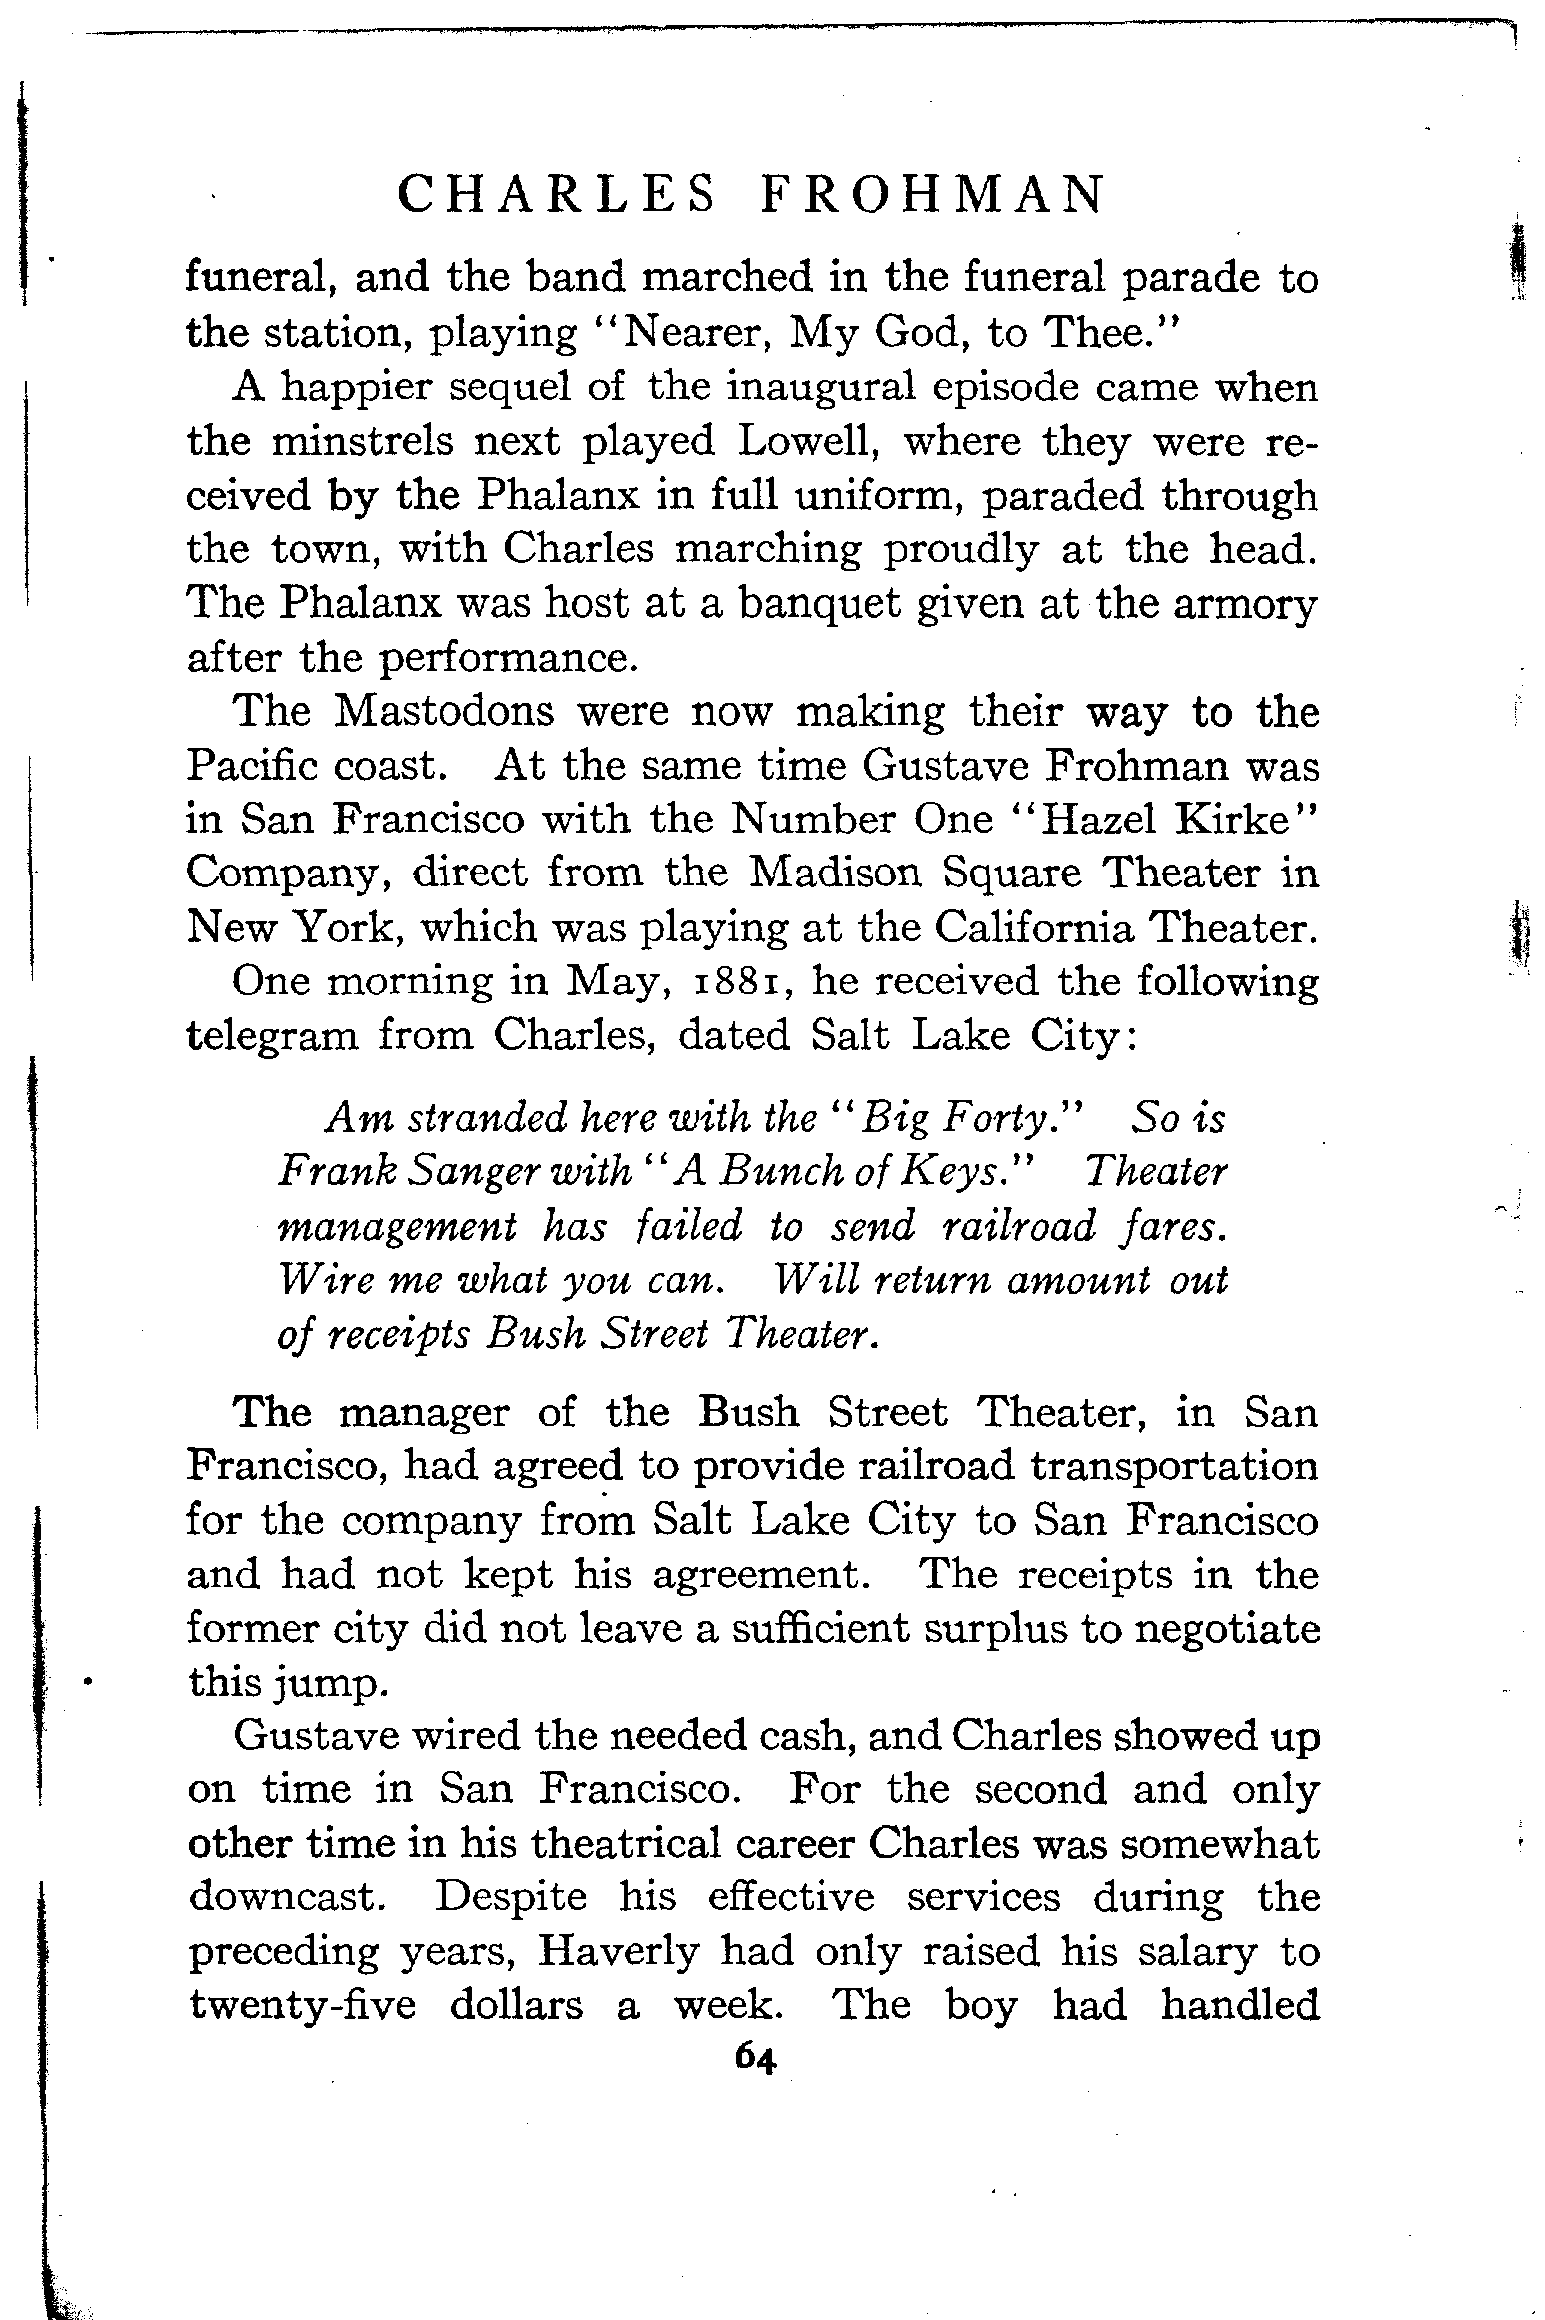 CHARLES FROHMAN
funeral, and the band marched in the funeral parade to
the station, playing "Nearer, My God, to Thee."
A happier sequel of the inaugural episode came when
the minstrels next played Lowell, where they were re-
ceived by the Phalanx in full uniform, paraded through
the town, with Charles marching proudly at the head.
The Phalanx was host at a banquet given at the armory
after the performance.
The Mastodons were now making their way to the
Pacific coast. At the same time Gustave Frohman was
in San Francisco with the Number One "Hazel Kirke"
Company, direct from the Madison Square Theater in
New York, which was playing at the California Theater.
One morning in May, 1881, he received the following
telegram from Charles, dated Salt Lake City:
Am stranded here with the "Big Forty." So is
Frank Sanger with "A Bunch of Keys." Theater
management has failed to send railroad fares.
Wire me what you can. Will return amount out
of receipts Bush Street Theater.
The manager of the Bush Street Theater, in San
Francisco, had agreed to provide railroad transportation
for the company from Salt Lake City to San Francisco
and had not kept his agreement. The receipts in the
former city did not leave a sufficient surplus to negotiate
this jump.
Gustave wired the needed cash, and Charles showed up
on time in San Francisco. For the second and only
other time in his theatrical career Charles was somewhat
downcast. Despite his effective services during the
preceding years, Haverly had only raised his salary to
twenty-five dollars a week. The boy had handled
64